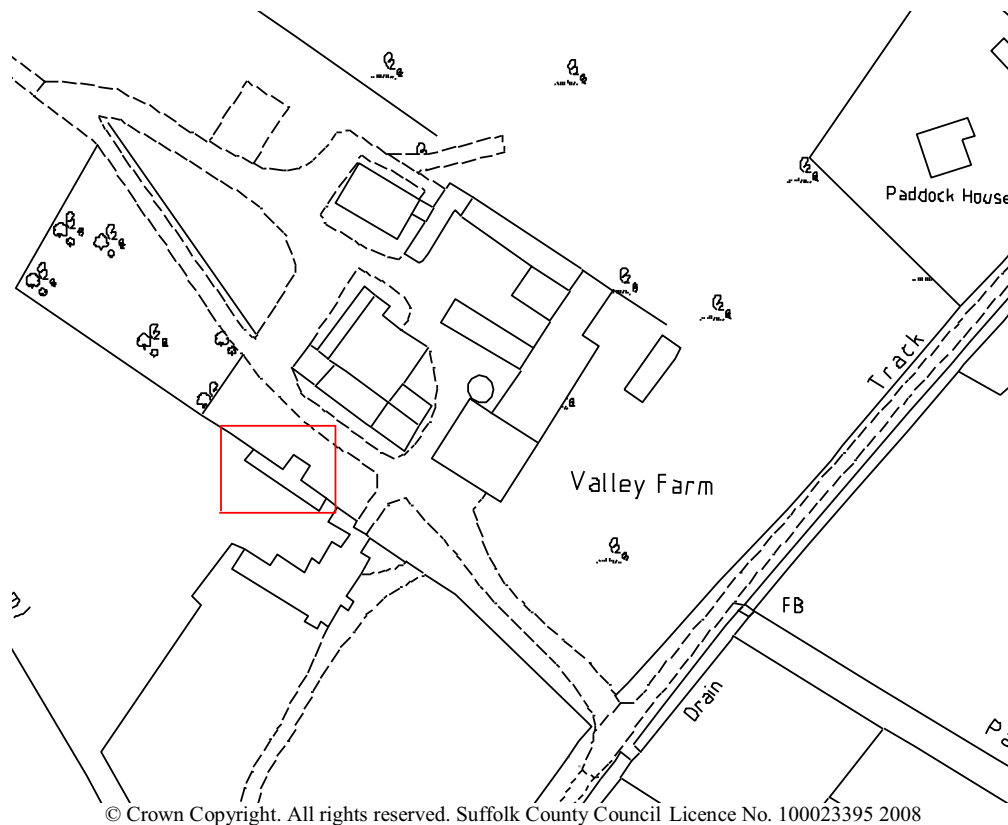 Paddock House
Track
Valley Farm
FB
Drain
© Crown Copyright. All rights reserved. Suffolk County Council Licence No. 100023395 2008